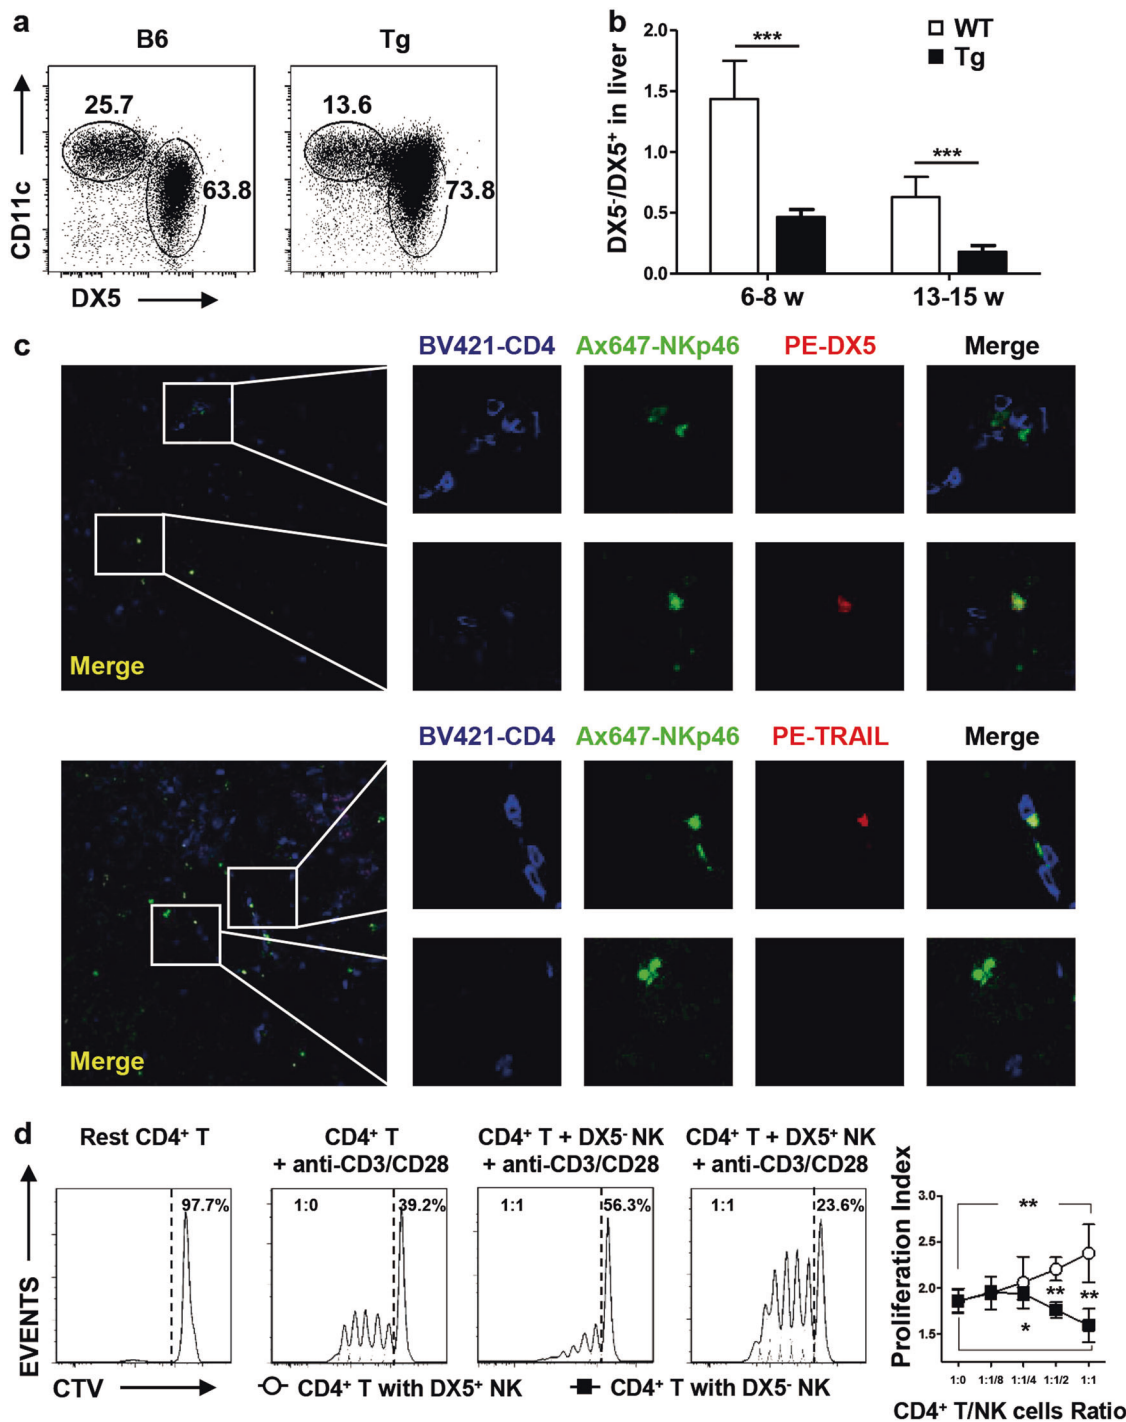 a
B6
Tg
25.7
63.8
13.6
73.8
CD11c
DX5
b
DX5⁻/DX5⁺ in liver
2.0
1.5
1.0
0.5
0.0
***
***
WT
Tg
6-8 w
13-15 w
c
BV421-CD4 Ax647-NKp46 PE-DX5 Merge
Merge
BV421-CD4 Ax647-NKp46 PE-TRAIL Merge
Merge
d
Rest CD4⁺ T
97.7%
CD4⁺ T
+ anti-CD3/CD28
1:0
39.2%
CD4⁺ T + DX5⁻ NK
+ anti-CD3/CD28
1:1
56.3%
CD4⁺ T + DX5⁺ NK
+ anti-CD3/CD28
1:1
23.6%
EVENTS
CTV
CD4⁺ T with DX5⁺ NK
CD4⁺ T with DX5⁻ NK
Proliferation Index
3.0
2.5
2.0
1.5
**
**
**
*
1:0 1:1/8 1:1/4 1:1/2 1:1
CD4⁺ T/NK cells Ratio